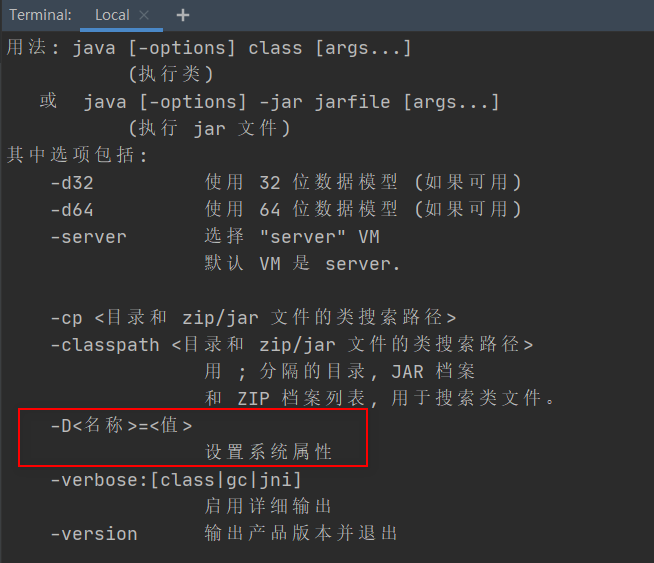 Terminal: Local × +
用法: java [-options] class [args...]
(执行类)
或 java [-options] -jar jarfile [args...]
(执行 jar 文件)
其中选项包括:
-d32 使用 32 位数据模型 (如果可用)
-d64 使用 64 位数据模型 (如果可用)
-server 选择 "server" VM
默认 VM 是 server.
-cp <目录和 zip/jar 文件的类搜索路径>
-classpath <目录和 zip/jar 文件的类搜索路径>
用 ; 分隔的目录, JAR 档案
和 ZIP 档案列表, 用于搜索类文件。
-D<名称>=<值>
设置系统属性
-verbose:[class|gc|jni]
启用详细输出
-version 输出产品版本并退出